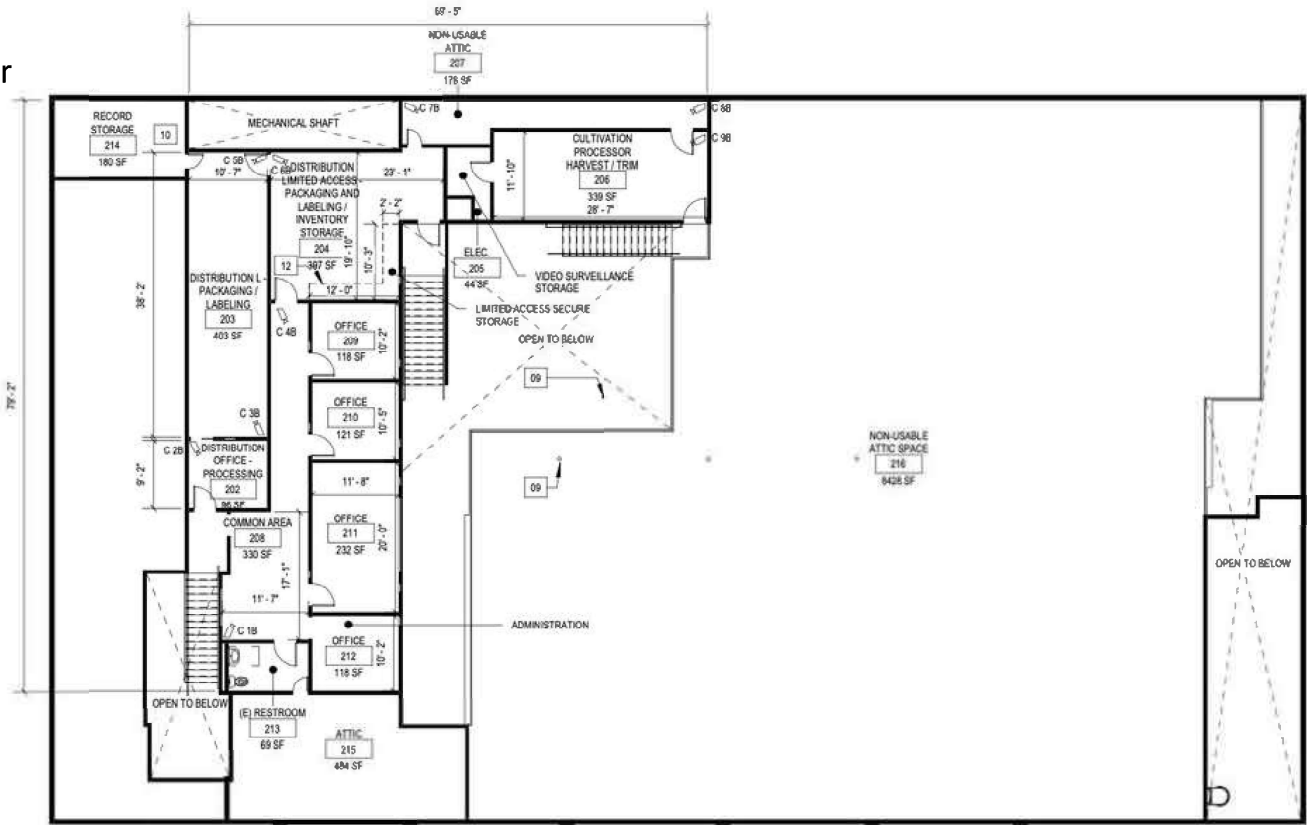 r
69' - 5"
NON-USABLE
ATTIC
207
178 SF
RECORD
STORAGE
214
180 SF
10
MECHANICAL SHAFT
C 7B
C 8B
C 9B
CULTIVATION
PROCESSOR
HARVEST / TRIM
206
339 SF
28' - 7"
11' - 10"
C 5B
C 6B
10' - 7"
DISTRIBUTION
LIMITED ACCESS -
PACKAGING AND
LABELING /
INVENTORY
STORAGE
204
397 SF
23' - 1"
2' - 2"
19' - 10"
10' - 3"
12
12' - 0"
ELEC
205
44 SF
VIDEO SURVEILLANCE
STORAGE
LIMITED ACCESS SECURE
STORAGE
OPEN TO BELOW
DISTRIBUTION L -
PACKAGING /
LABELING
203
403 SF
38' - 2"
C 4B
OFFICE
209
118 SF
10' - 2"
09
OFFICE
210
121 SF
10' - 5"
79' - 2"
C 3B
C 2B
DISTRIBUTION
OFFICE -
PROCESSING
202
86 SF
9' - 2"
NON-USABLE
ATTIC SPACE
216
8428 SF
09
11' - 8"
OFFICE
211
232 SF
20' - 0"
COMMON AREA
208
330 SF
17' - 1"
11' - 7"
OPEN TO BELOW
C 1B
ADMINISTRATION
OFFICE
212
118 SF
10' - 2"
OPEN TO BELOW
(E) RESTROOM
213
69 SF
ATTIC
215
484 SF